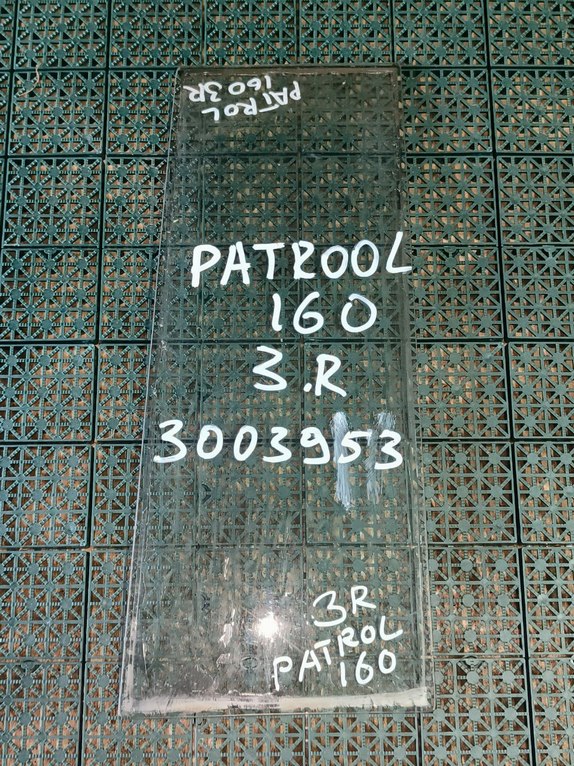 PATROL
160 3R
PATROOL
160
3.R
3003953
3R
PATROL
160